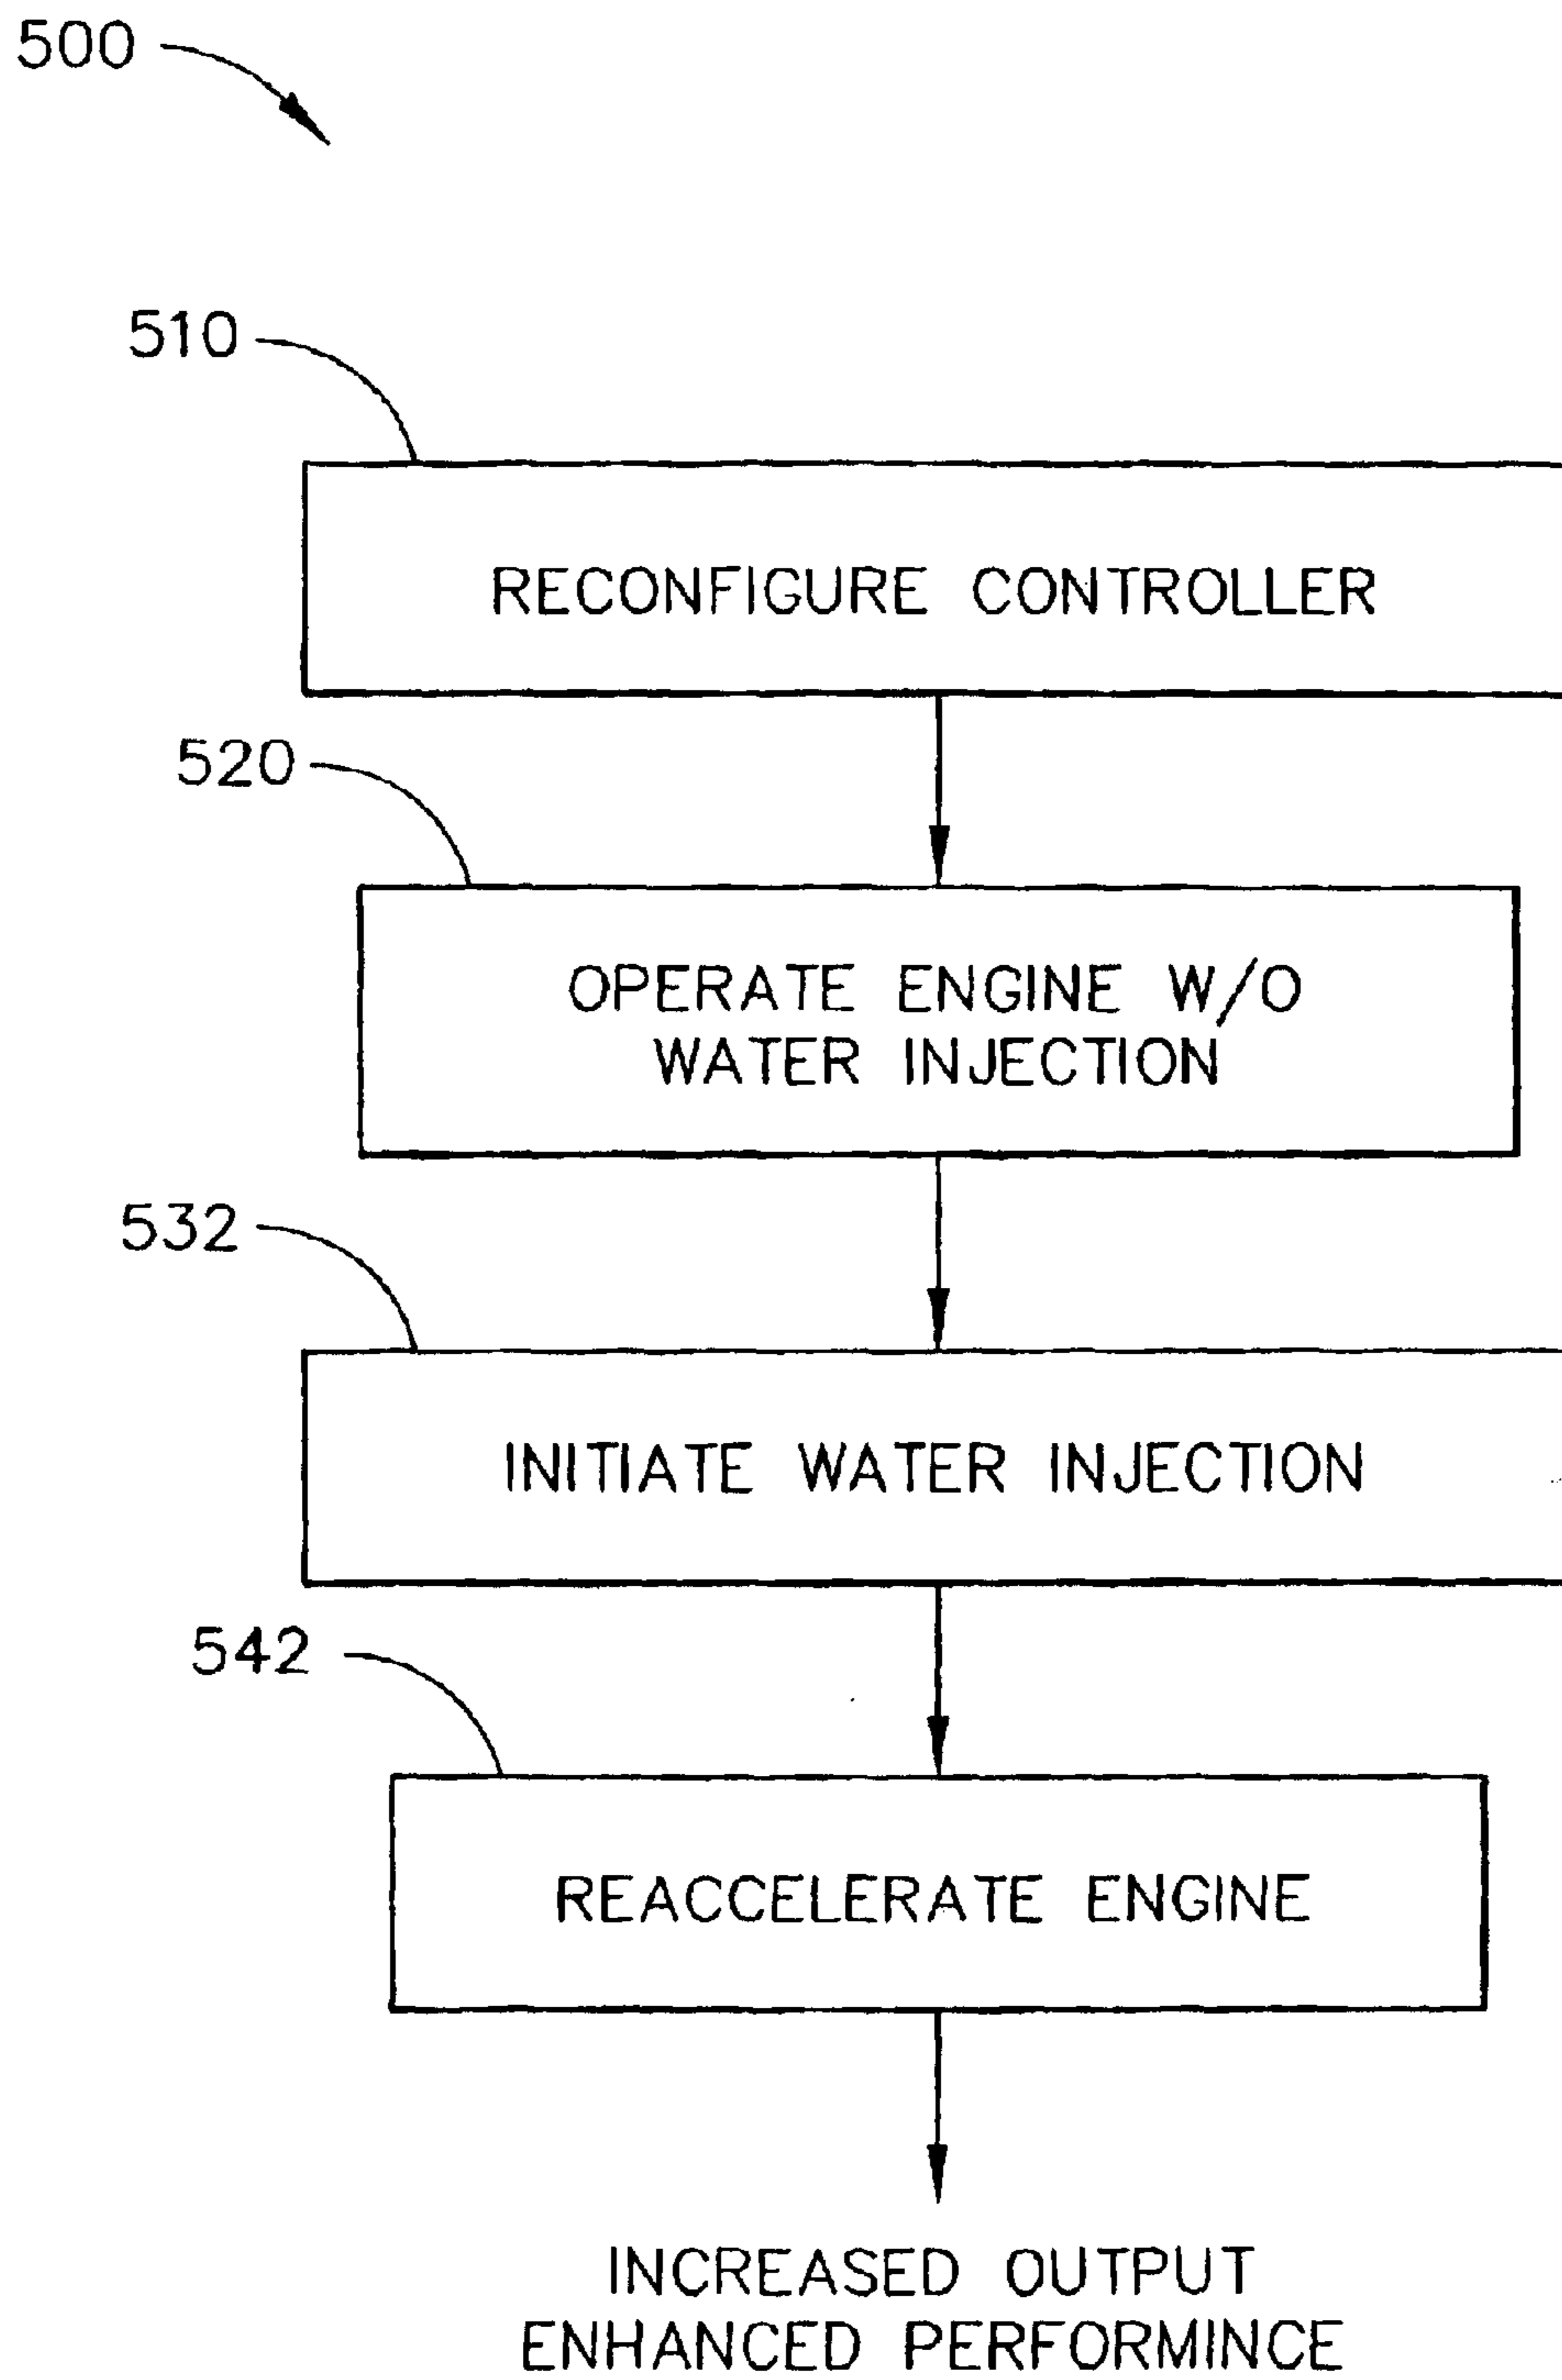 500
510
RECONFIGURE CONTROLLER
520
OPERATE ENGINE W/O
WATER INJECTION
532
INITIATE WATER INJECTION
542
REACCELERATE ENGINE
INCREASED OUTPUT
ENHANCED PERFORMINCE